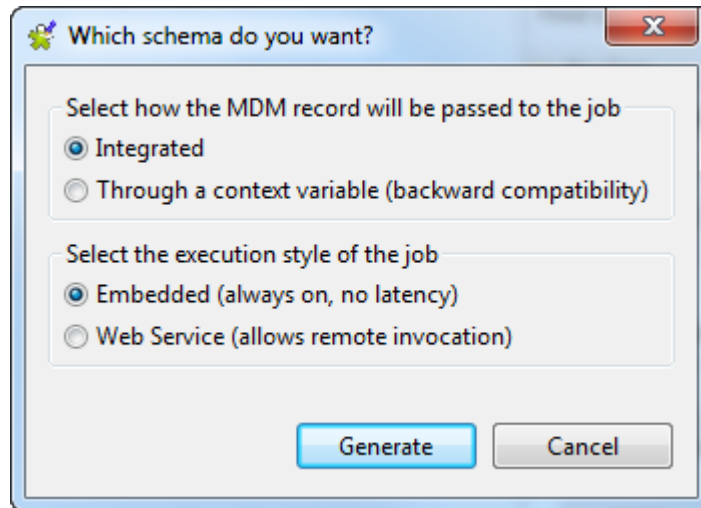 Which schema do you want?
Select how the MDM record will be passed to the job
Integrated
Through a context variable (backward compatibility)
Select the execution style of the job
Embedded (always on, no latency)
Web Service (allows remote invocation)
Generate
Cancel